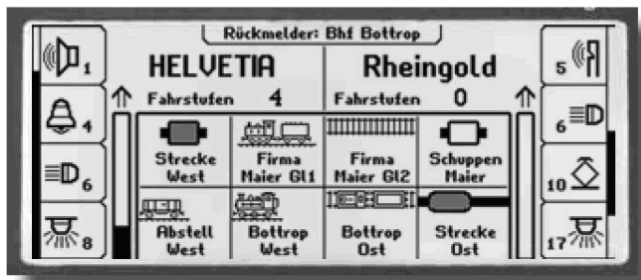 Rückmelder: Bhf Bottrop
HELVETIA
Rheingold
Fahrstufen 4
Fahrstufen 0
1
4
6
8
Strecke West
Firma Maier Gl1
Firma Maier Gl2
Schuppen Maier
Abstell West
Bottrop West
Bottrop Ost
Strecke Ost
5
6
10
17